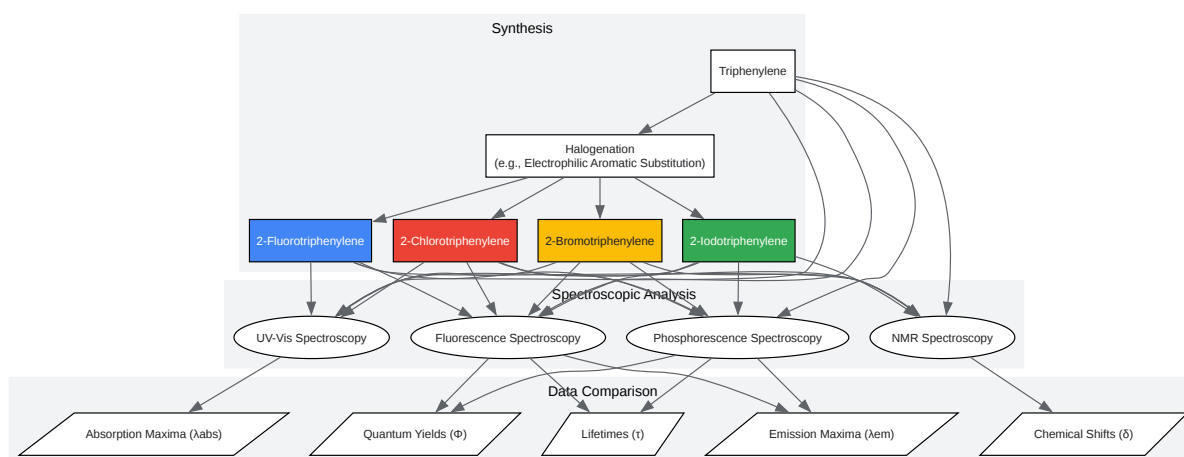 Synthesis
Triphenylene
Halogenation
(e.g., Electrophilic Aromatic Substitution)
2-Fluorotriphenylene
2-Chlorotriphenylene
2-Bromotriphenylene
2-Iodotriphenylene
Spectroscopic Analysis
UV-Vis Spectroscopy
Fluorescence Spectroscopy
Phosphorescence Spectroscopy
NMR Spectroscopy
Data Comparison
Absorption Maxima (λabs)
Quantum Yields (Φ)
Lifetimes (τ)
Emission Maxima (λem)
Chemical Shifts (δ)